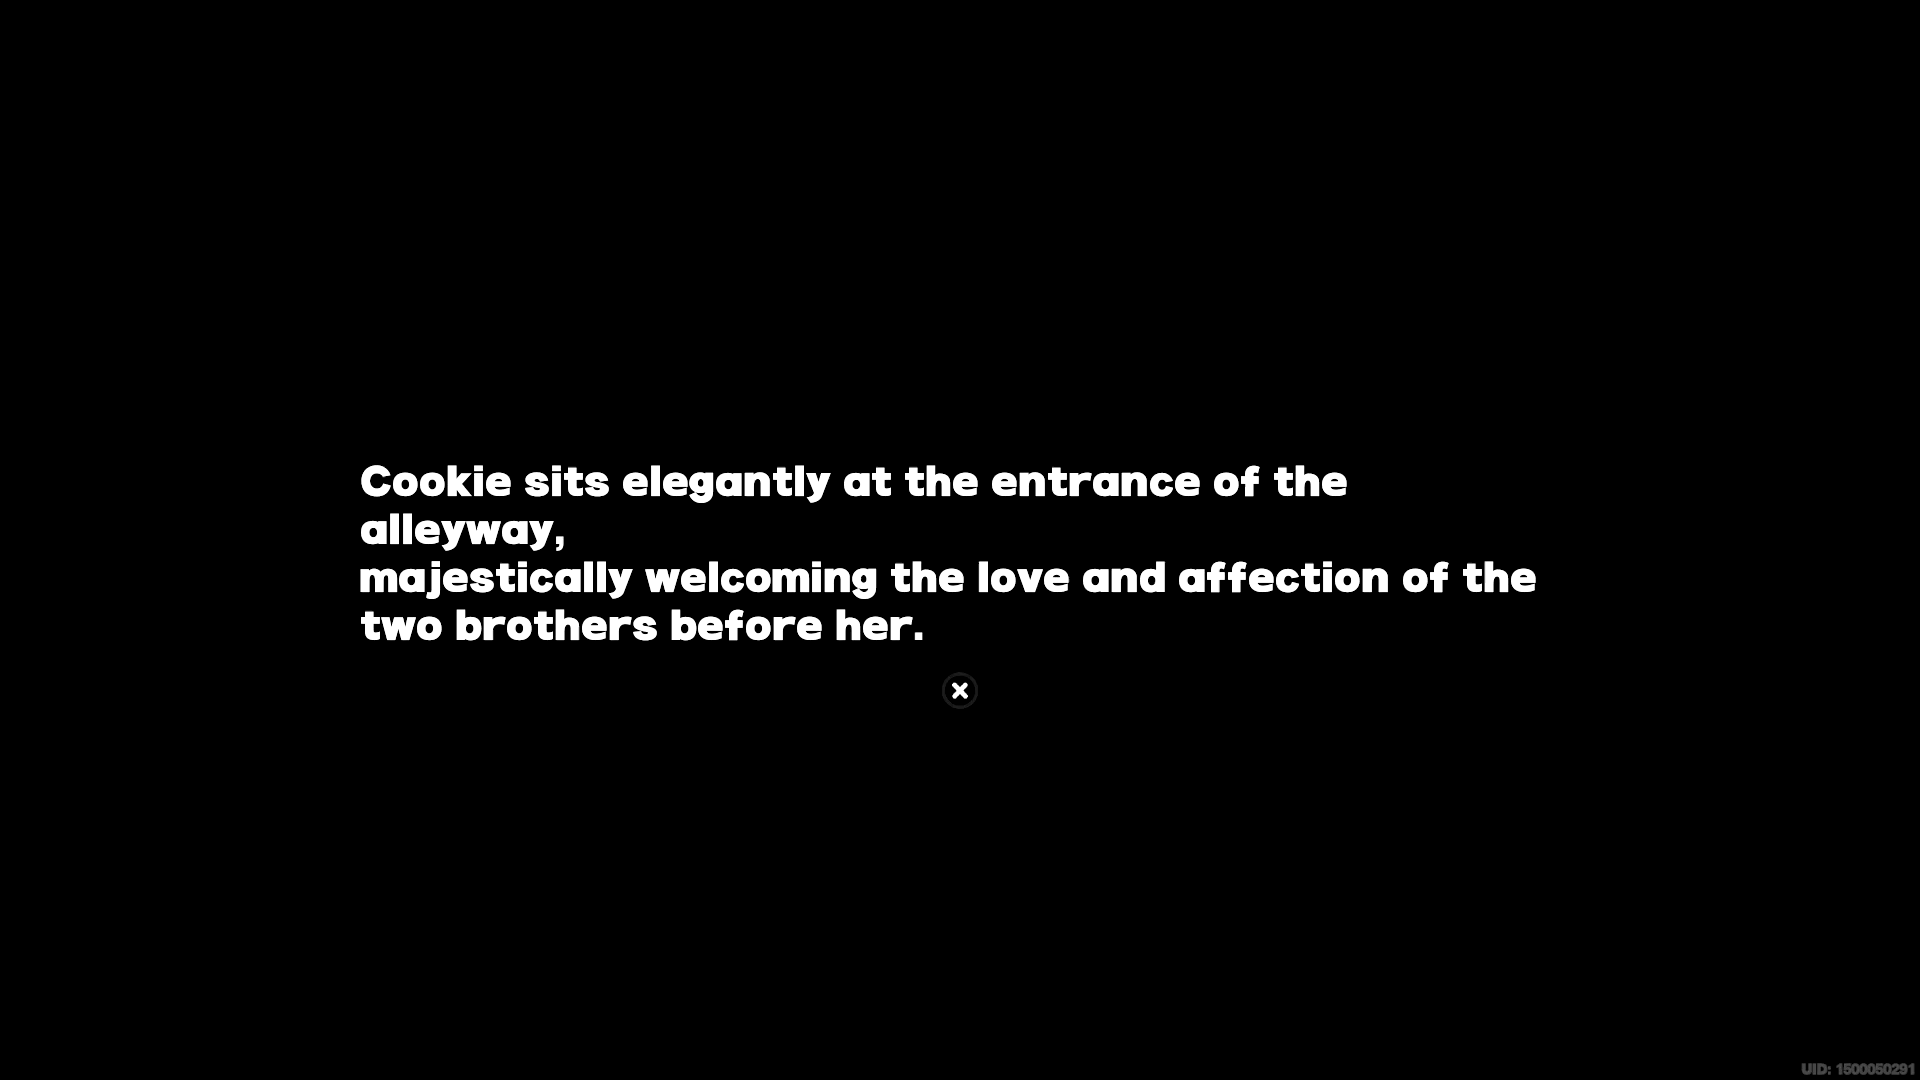 Cookie sits elegantly at the entrance of the
alleyway,
majestically welcoming the love and affection of the
two brothers before her.
UID: 1500050291